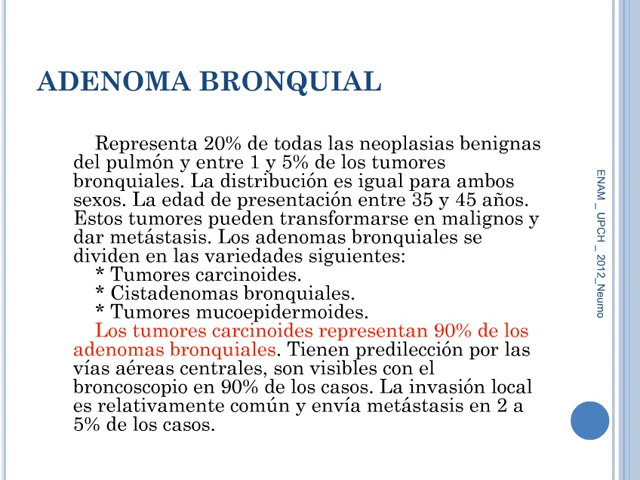 ADENOMA BRONQUIAL
Representa 20% de todas las neoplasias benignas
del pulmón y entre 1 y 5% de los tumores
bronquiales. La distribución es igual para ambos
sexos. La edad de presentación entre 35 y 45 años.
Estos tumores pueden transformarse en malignos y
dar metástasis. Los adenomas bronquiales se
dividen en las variedades siguientes:
* Tumores carcinoides.
* Cistadenomas bronquiales.
* Tumores mucoepidermoides.
Los tumores carcinoides representan 90% de los
adenomas bronquiales. Tienen predilección por las
vías aéreas centrales, son visibles con el
broncoscopio en 90% de los casos. La invasión local
es relativamente común y envía metástasis en 2 a
5% de los casos.
ENAM _ UPCH _ 2012_Neumo